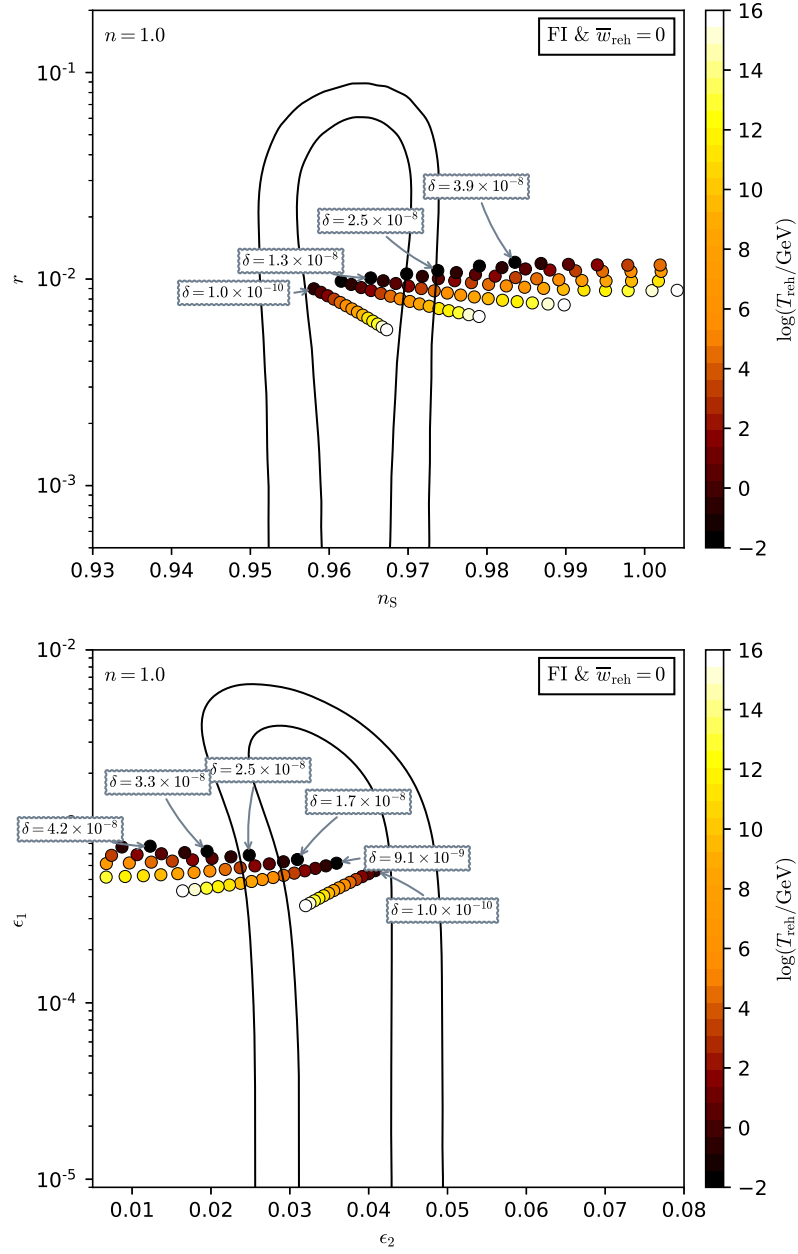 n = 1.0
FI & w̄_reh = 0
10^-1
10^-2
10^-3
r
δ = 3.9 × 10^-8
δ = 2.5 × 10^-8
δ = 1.3 × 10^-8
δ = 1.0 × 10^-10
0.93 0.94 0.95 0.96 0.97 0.98 0.99 1.00
n_S
16
14
12
10
8
6
4
2
0
−2
log(T_reh/GeV)
n = 1.0
FI & w̄_reh = 0
10^-2
10^-4
10^-5
ϵ_1
δ = 2.5 × 10^-8
δ = 3.3 × 10^-8
δ = 1.7 × 10^-8
δ = 4.2 × 10^-8
δ = 9.1 × 10^-9
δ = 1.0 × 10^-10
0.01 0.02 0.03 0.04 0.05 0.06 0.07 0.08
ϵ_2
16
14
12
10
8
6
4
2
0
−2
log(T_reh/GeV)